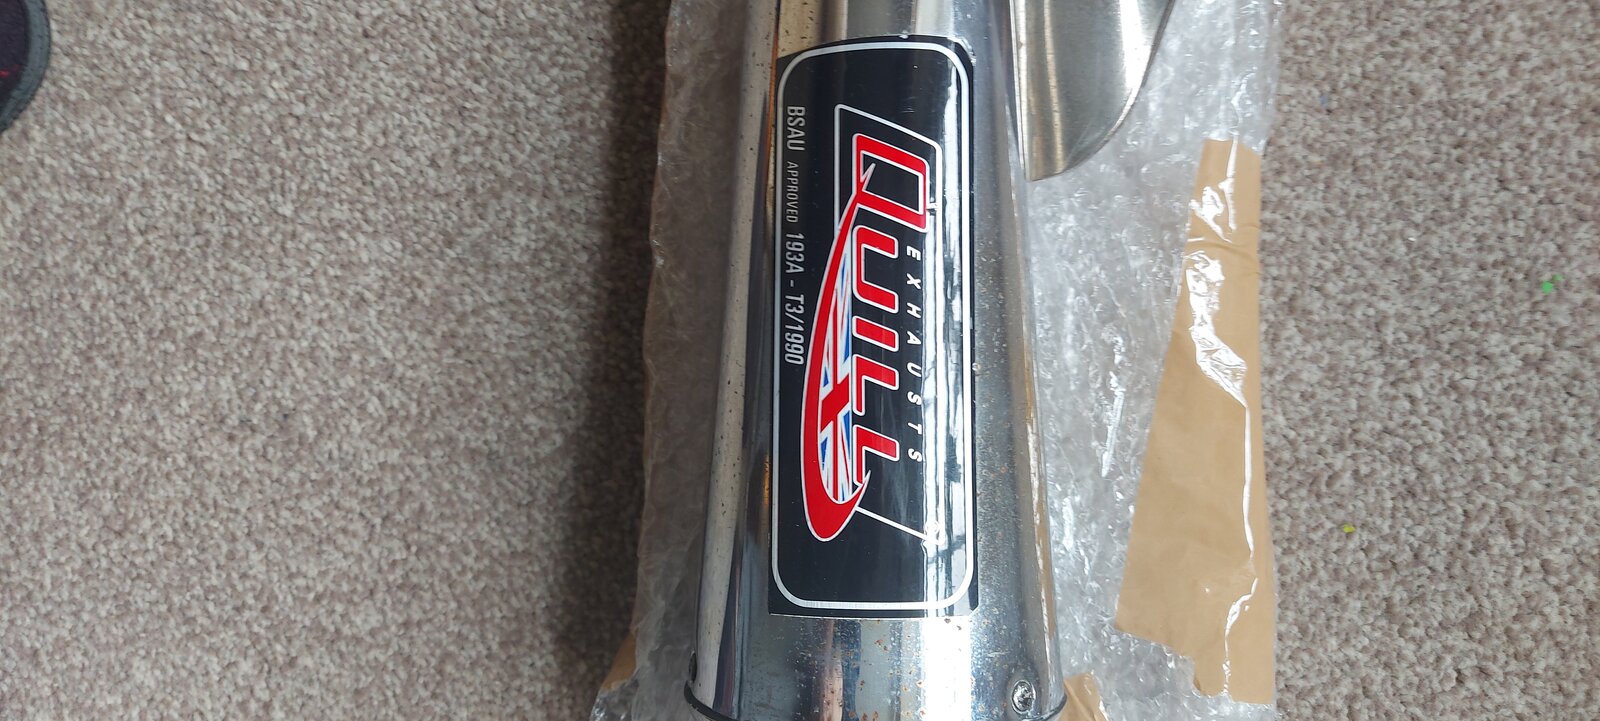 EXHAUSTS
QUILL
BSAU APPROVED 193A - T3/1990